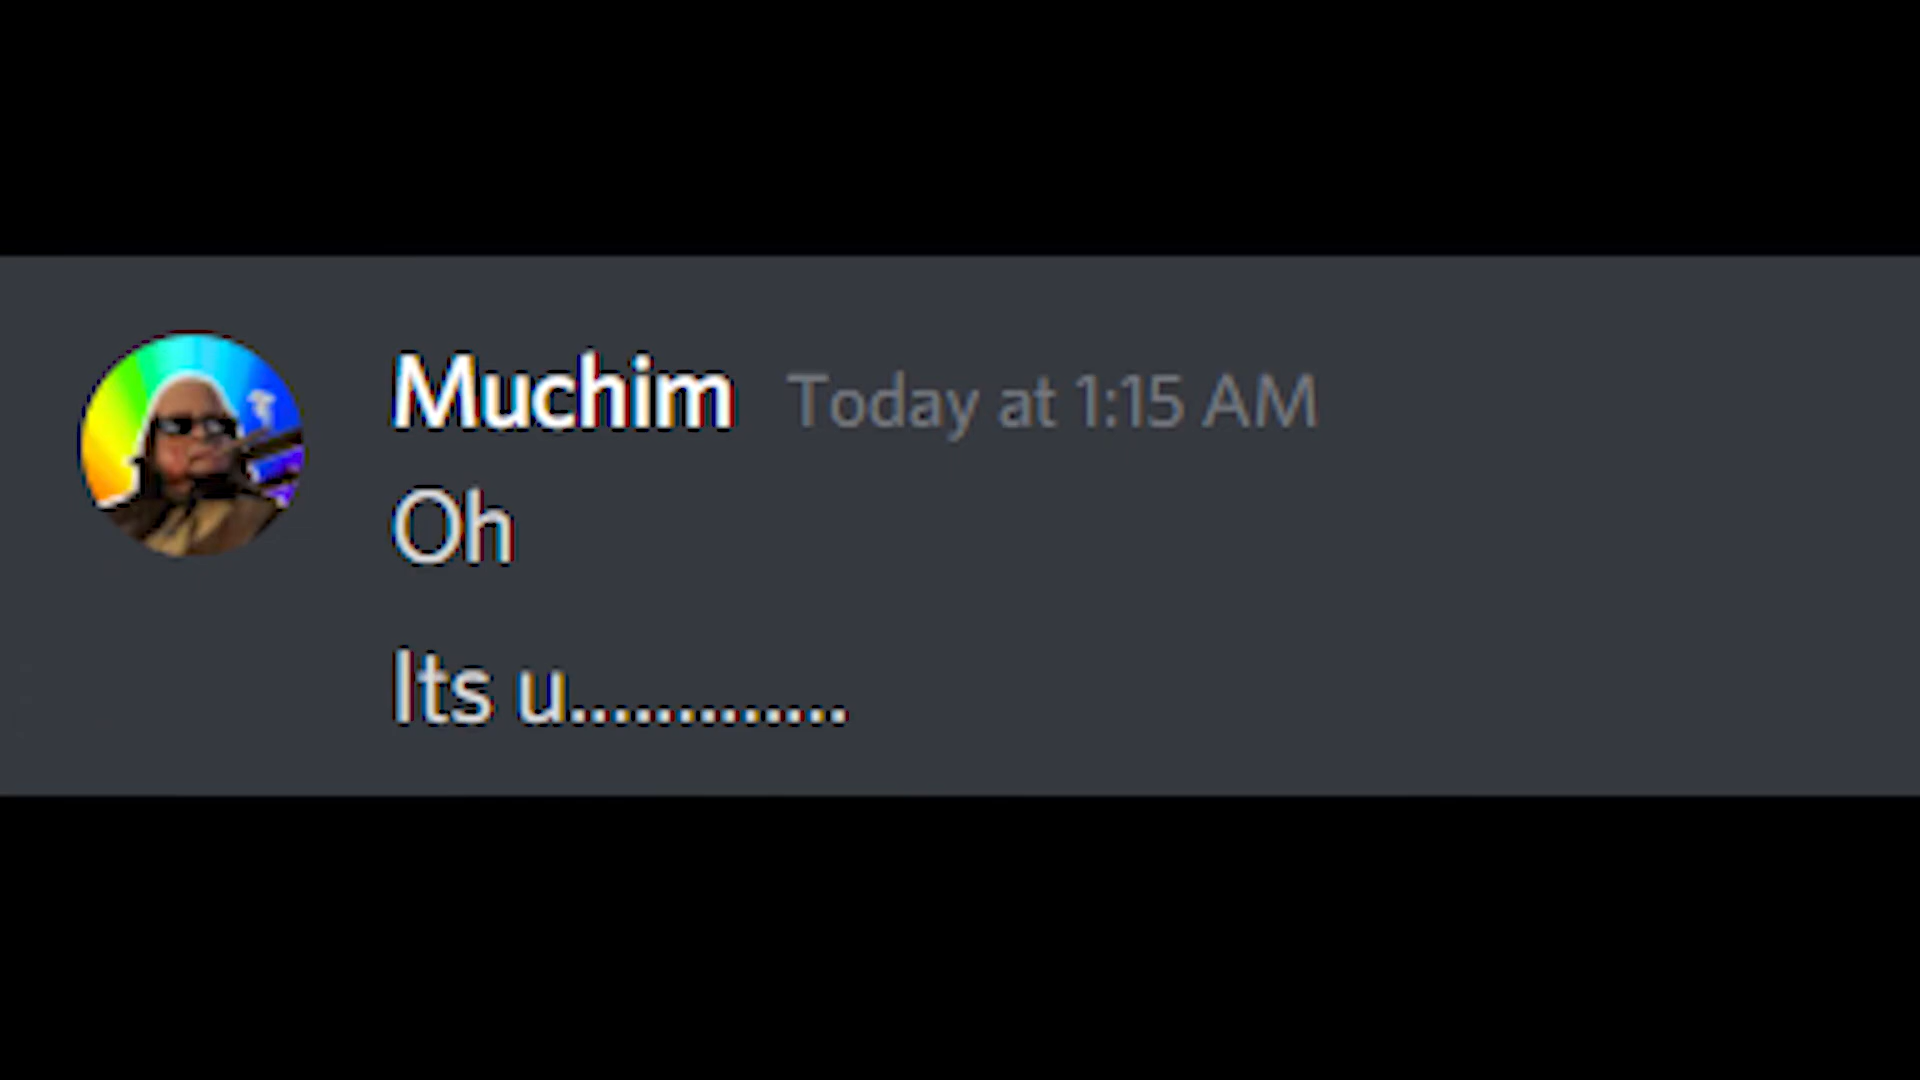 Muchim Today at 1:15 AM
Oh
Its u.............